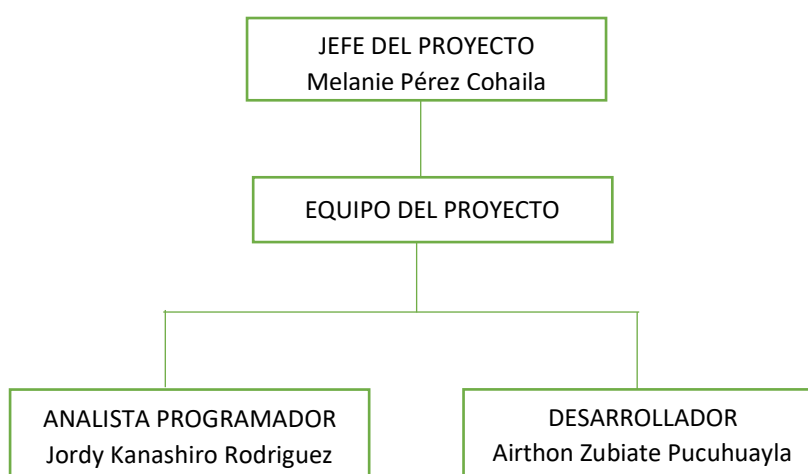 JEFE DEL PROYECTO
Melanie Pérez Cohaila
EQUIPO DEL PROYECTO
ANALISTA PROGRAMADOR
Jordy Kanashiro Rodriguez
DESARROLLADOR
Airthon Zubiate Pucuhuayla